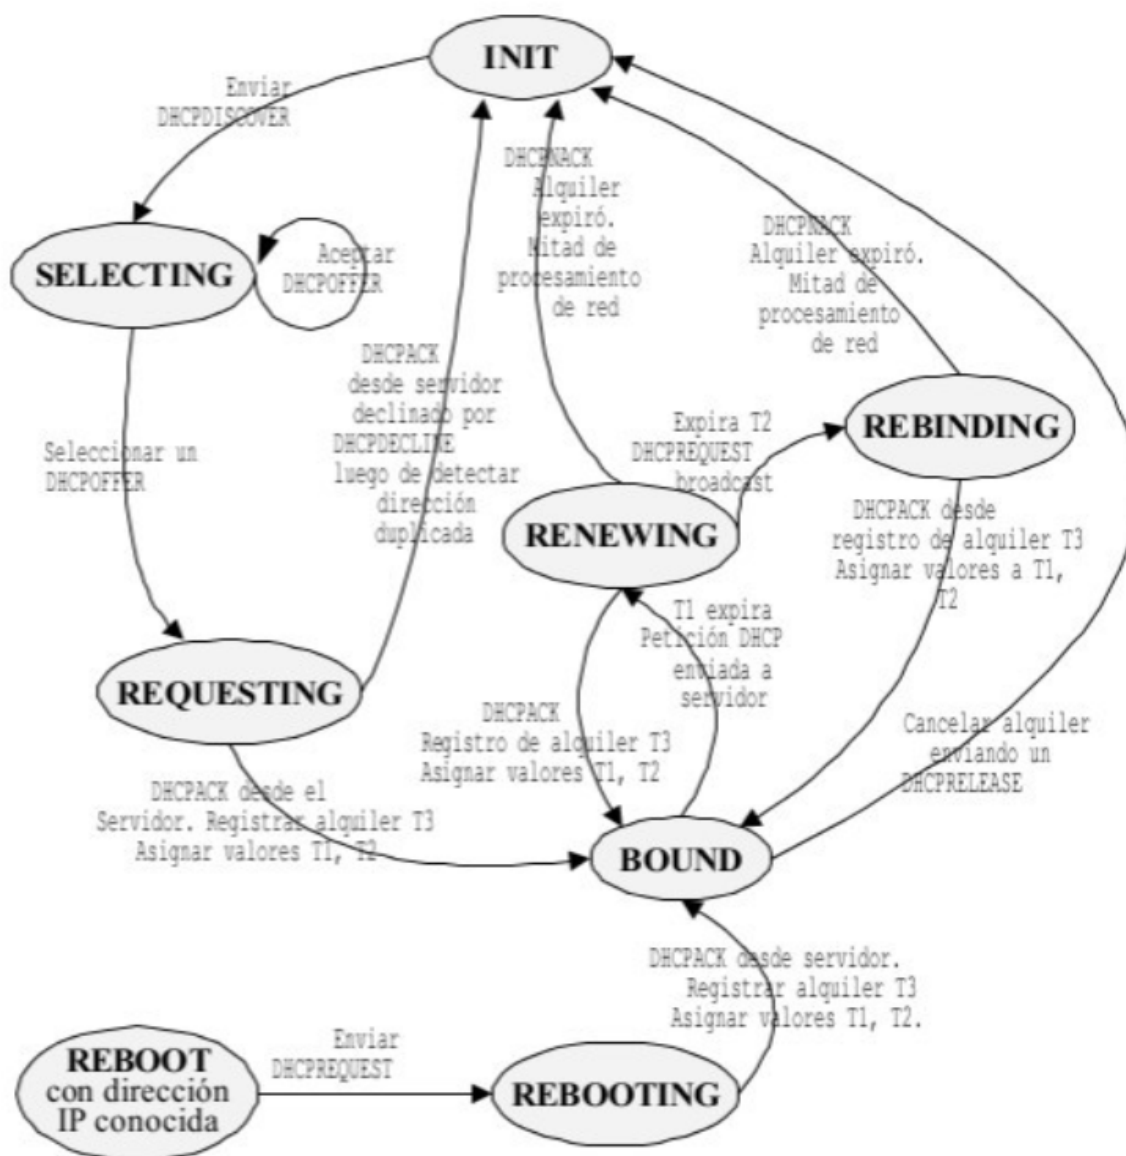 INIT
Enviar
DHCPDISCOVER
SELECTING
Aceptar
DHCPOFFER
DHCPNACK
Alquiler
expiró.
Mitad de
procesamiento
de red
DHCPNACK
Alquiler expiró.
Mitad de
procesamiento
de red
DHCPACK
desde servidor
declinado por
DHCPDECLINE
luego de detectar
dirección
duplicada
Seleccionar un
DHCPOFFER
Expira T2
DHCPREQUEST
broadcast
REBINDING
RENEWING
DHCPACK desde
registro de alquiler T3
Asignar valores a T1,
T2
T1 expira
Petición DHCP
enviada a
servidor
REQUESTING
DHCPACK
Registro de alquiler T3
Asignar valores T1, T2
Cancelar alquiler
enviando un
DHCPRELEASE
DHCPACK desde el
Servidor. Registrar alquiler T3
Asignar valores T1, T2
BOUND
DHCPACK desde servidor.
Registrar alquiler T3
Asignar valores T1, T2.
REBOOT
con dirección
IP conocida
Enviar
DHCPREQUEST
REBOOTING